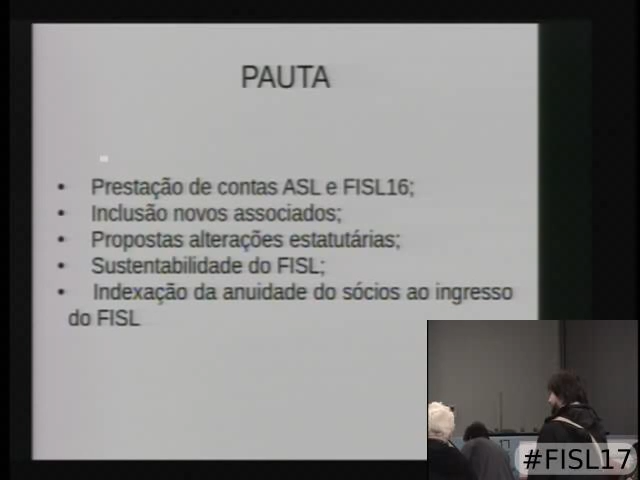 PAUTA
• Prestação de contas ASL e FISL16;
• Inclusão novos associados;
• Propostas alterações estatutárias;
• Sustentabilidade do FISL;
• Indexação da anuidade do sócios ao ingresso
do FISL
#FISL17